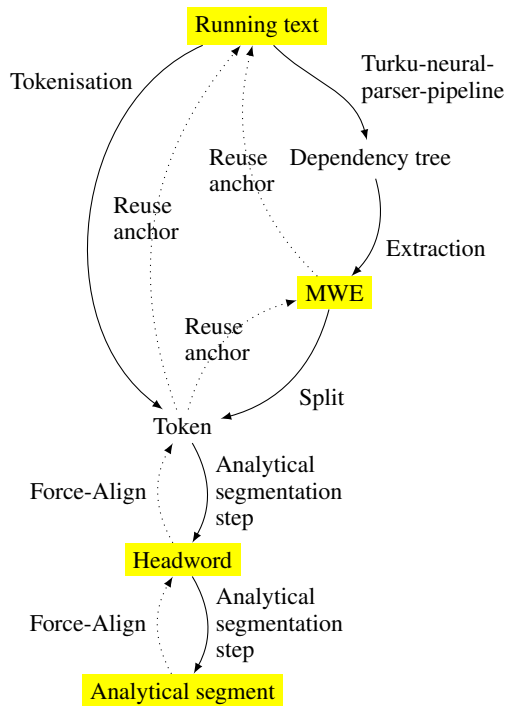 Running text
Tokenisation
Turku-neural-
parser-pipeline
Dependency tree
Reuse
anchor
Reuse
anchor
Extraction
MWE
Reuse
anchor
Split
Token
Force-Align
Analytical
segmentation
step
Headword
Force-Align
Analytical
segmentation
step
Analytical segment